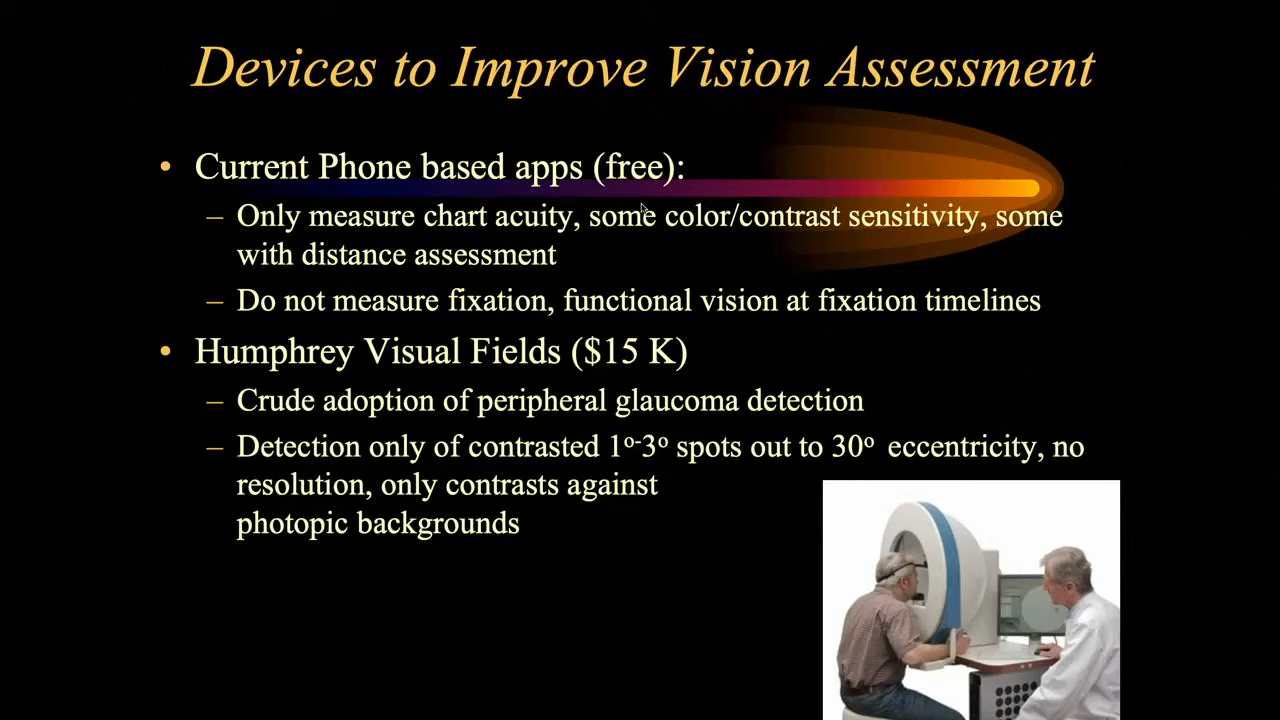 Devices to Improve Vision Assessment
• Current Phone based apps (free):
– Only measure chart acuity, some color/contrast sensitivity, some
with distance assessment
– Do not measure fixation, functional vision at fixation timelines
• Humphrey Visual Fields ($15 K)
– Crude adoption of peripheral glaucoma detection
– Detection only of contrasted 1º-3º spots out to 30º eccentricity, no
resolution, only contrasts against
photopic backgrounds